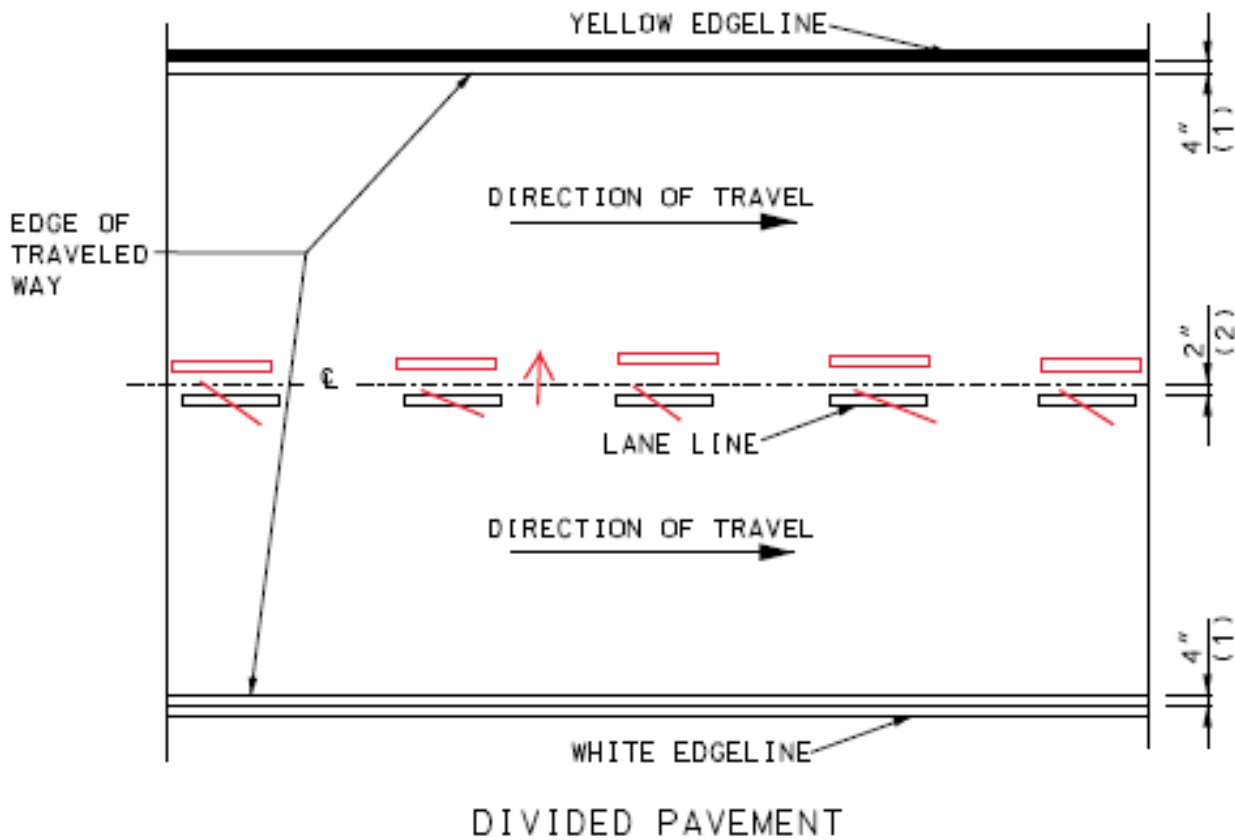 YELLOW EDGELINE
4"
(1)
DIRECTION OF TRAVEL
EDGE OF
TRAVELED
WAY
2"
(2)
℄
LANE LINE
DIRECTION OF TRAVEL
4"
(1)
WHITE EDGELINE
DIVIDED PAVEMENT